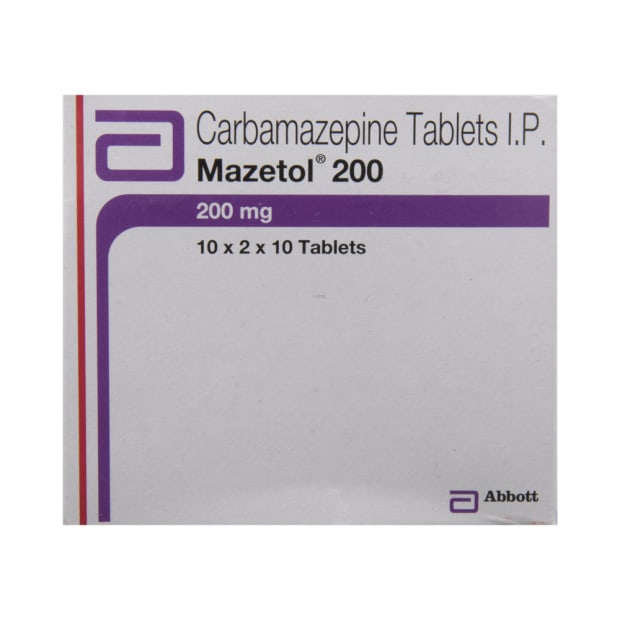 Carbamazepine Tablets I.P.
Mazetol® 200
200 mg
10 x 2 x 10 Tablets
Abbott